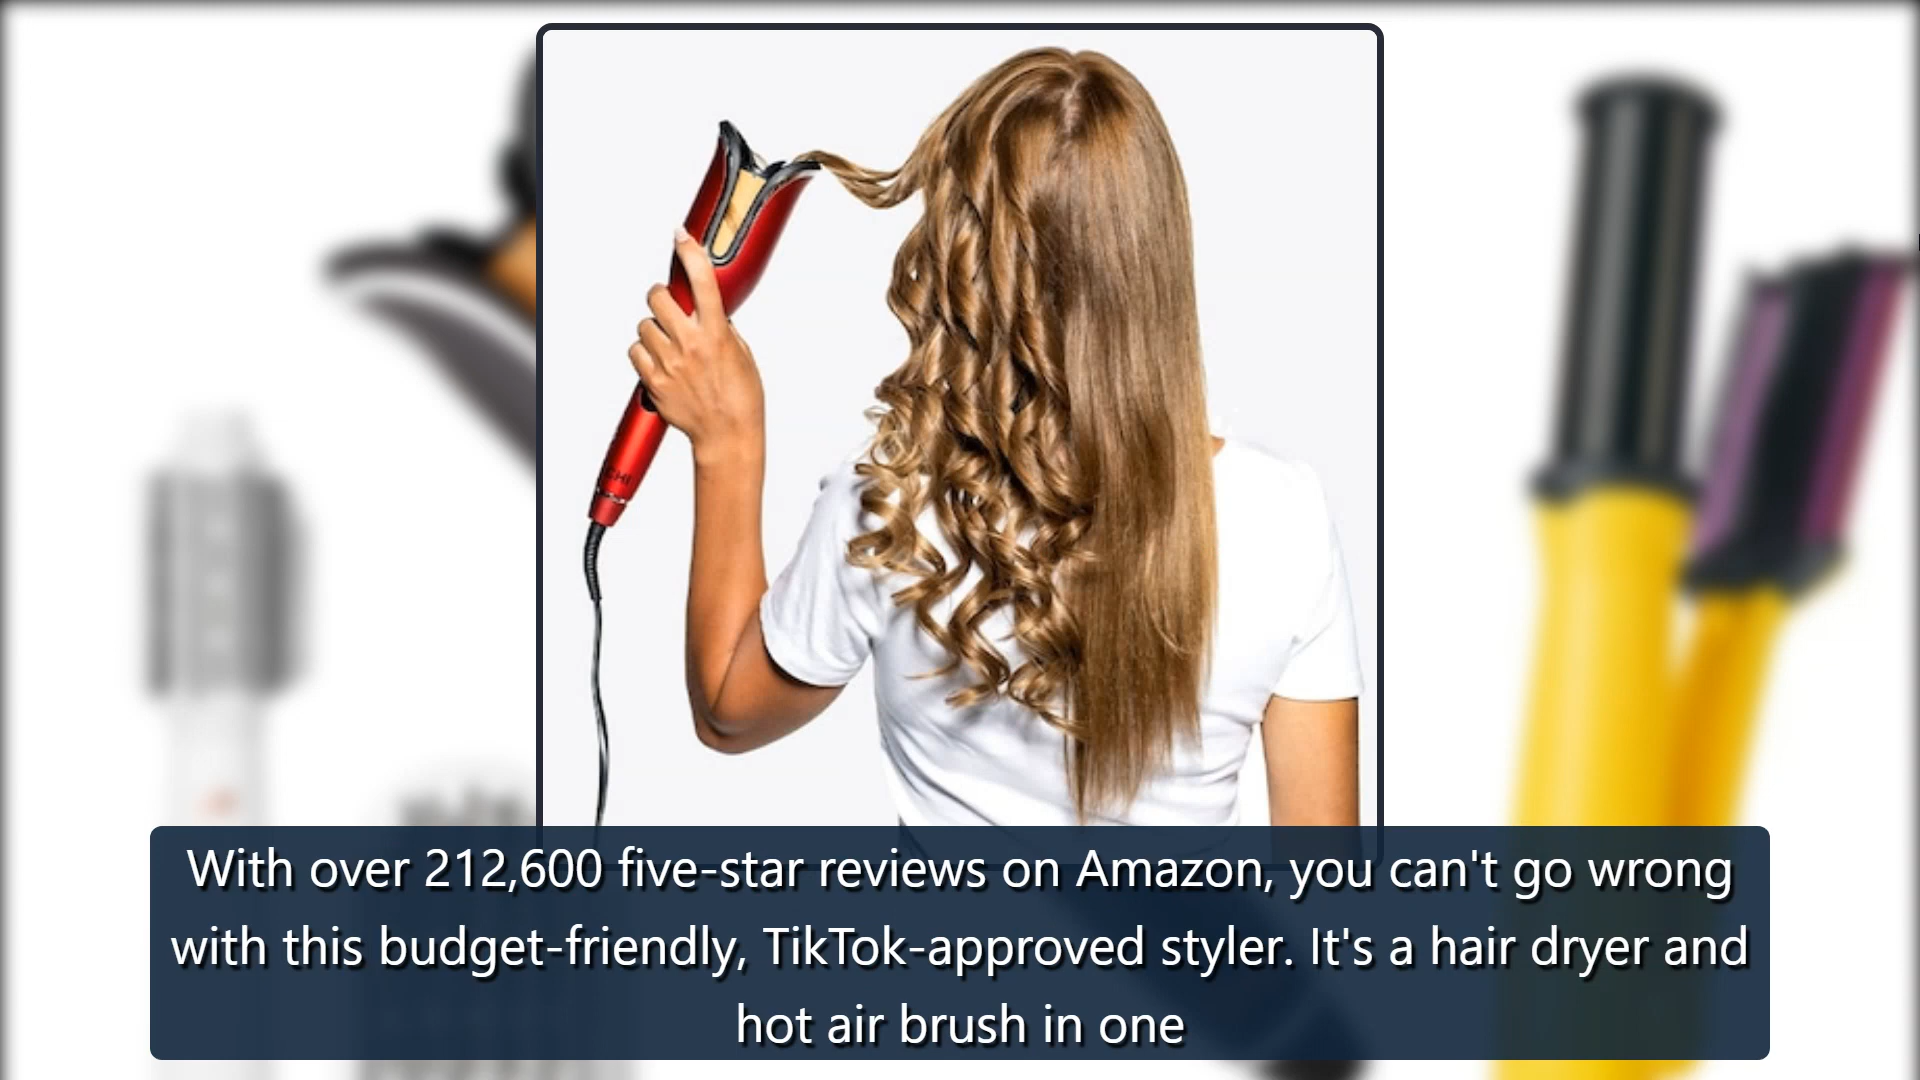 CHI
With over 212,600 five-star reviews on Amazon, you can't go wrong
with this budget-friendly, TikTok-approved styler. It's a hair dryer and
hot air brush in one